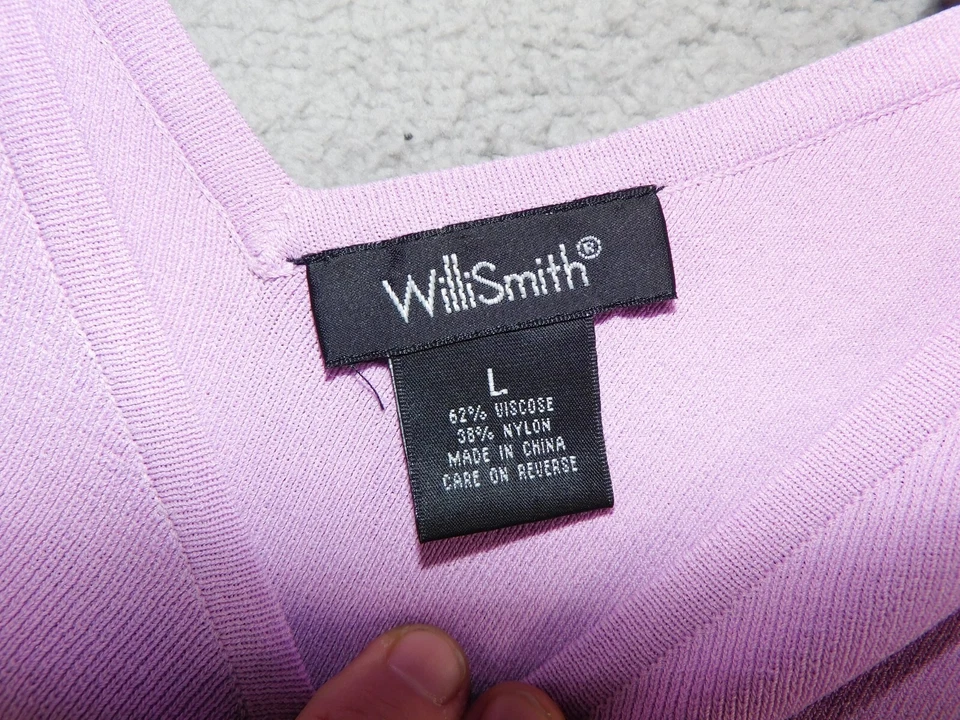 WilliSmith®
L
62% VISCOSE
38% NYLON
MADE IN CHINA
CARE ON REVERSE